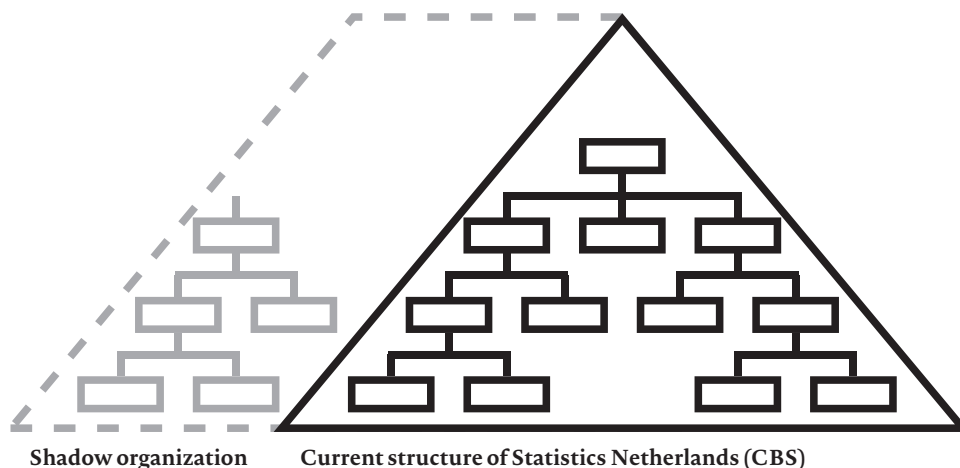 Shadow organization
Current structure of Statistics Netherlands (CBS)